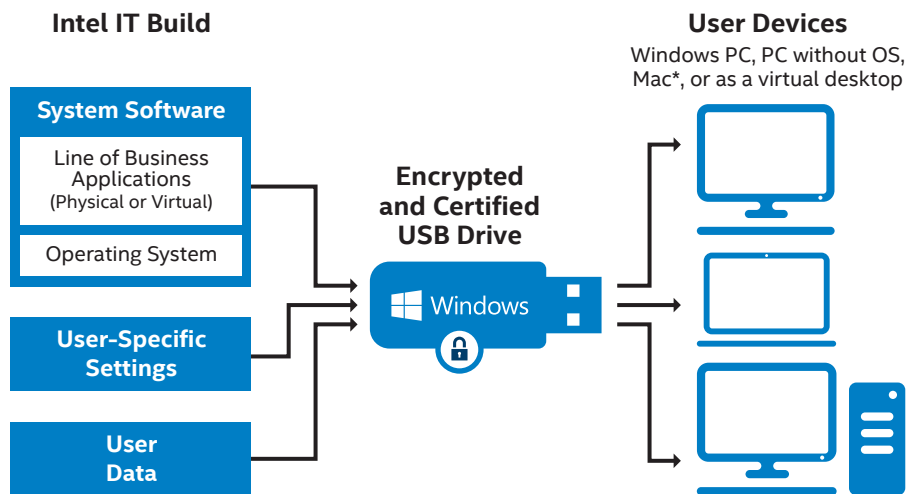 Intel IT Build
System Software
Line of Business
Applications
(Physical or Virtual)
Operating System
User-Specific
Settings
User
Data
Encrypted
and Certified
USB Drive
Windows
User Devices
Windows PC, PC without OS,
Mac*, or as a virtual desktop